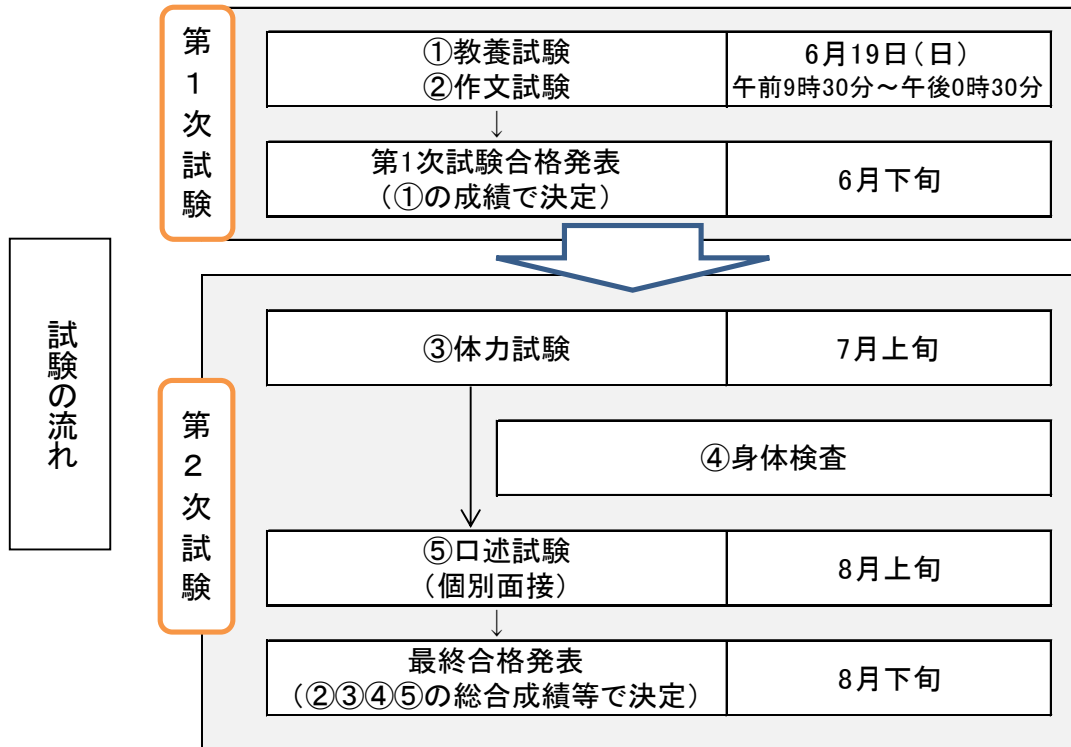 試験の流れ
第1次試験
①教養試験
②作文試験
6月19日(日)
午前9時30分～午後0時30分
↓
第1次試験合格発表
(①の成績で決定)
6月下旬
第2次試験
③体力試験
7月上旬
④身体検査
⑤口述試験
(個別面接)
8月上旬
↓
最終合格発表
(②③④⑤の総合成績等で決定)
8月下旬